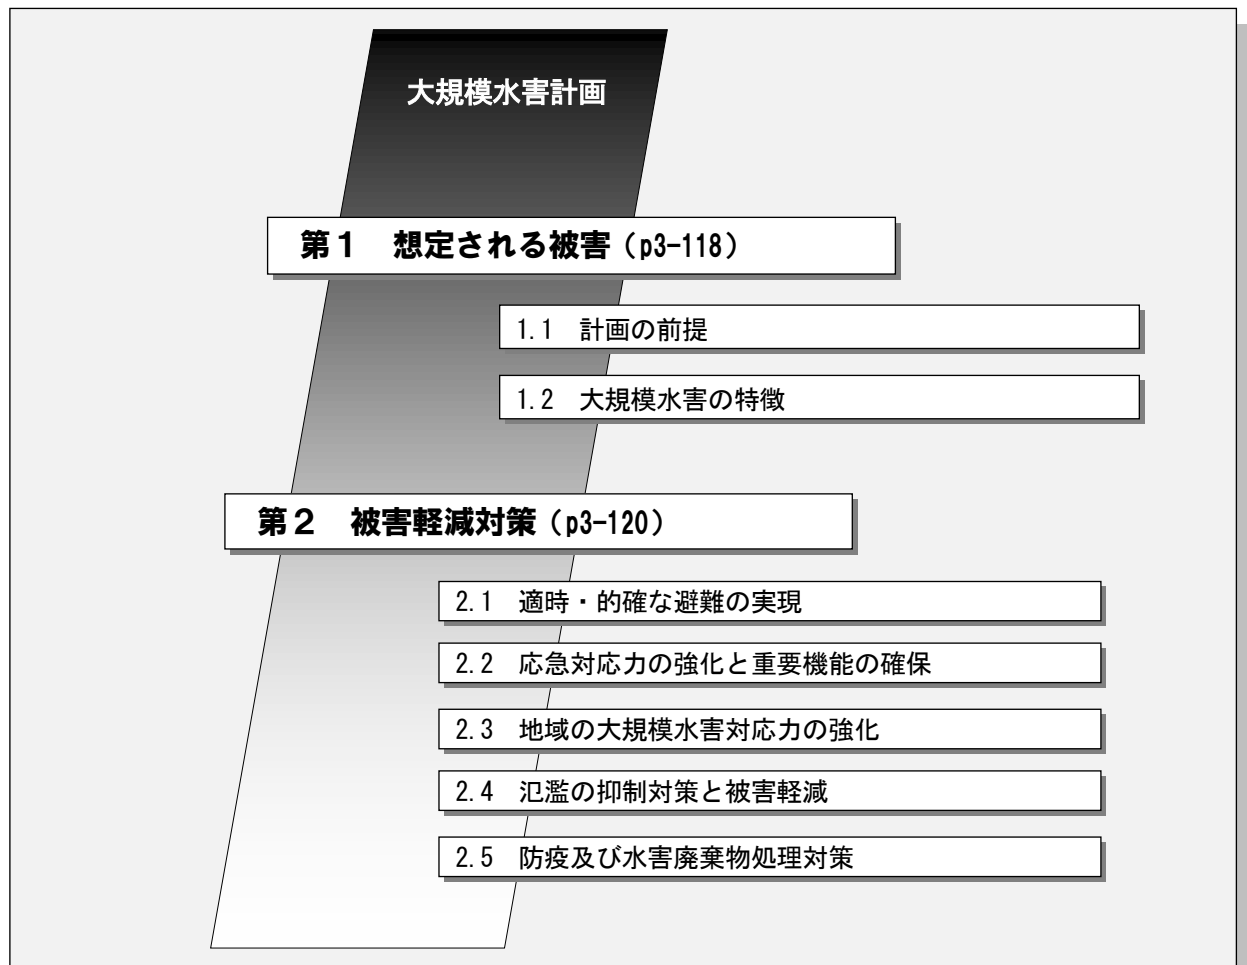 大規模水害計画
第1　想定される被害（p3-118）
1.1　計画の前提
1.2　大規模水害の特徴
第2　被害軽減対策（p3-120）
2.1　適時・的確な避難の実現
2.2　応急対応力の強化と重要機能の確保
2.3　地域の大規模水害対応力の強化
2.4　氾濫の抑制対策と被害軽減
2.5　防疫及び水害廃棄物処理対策